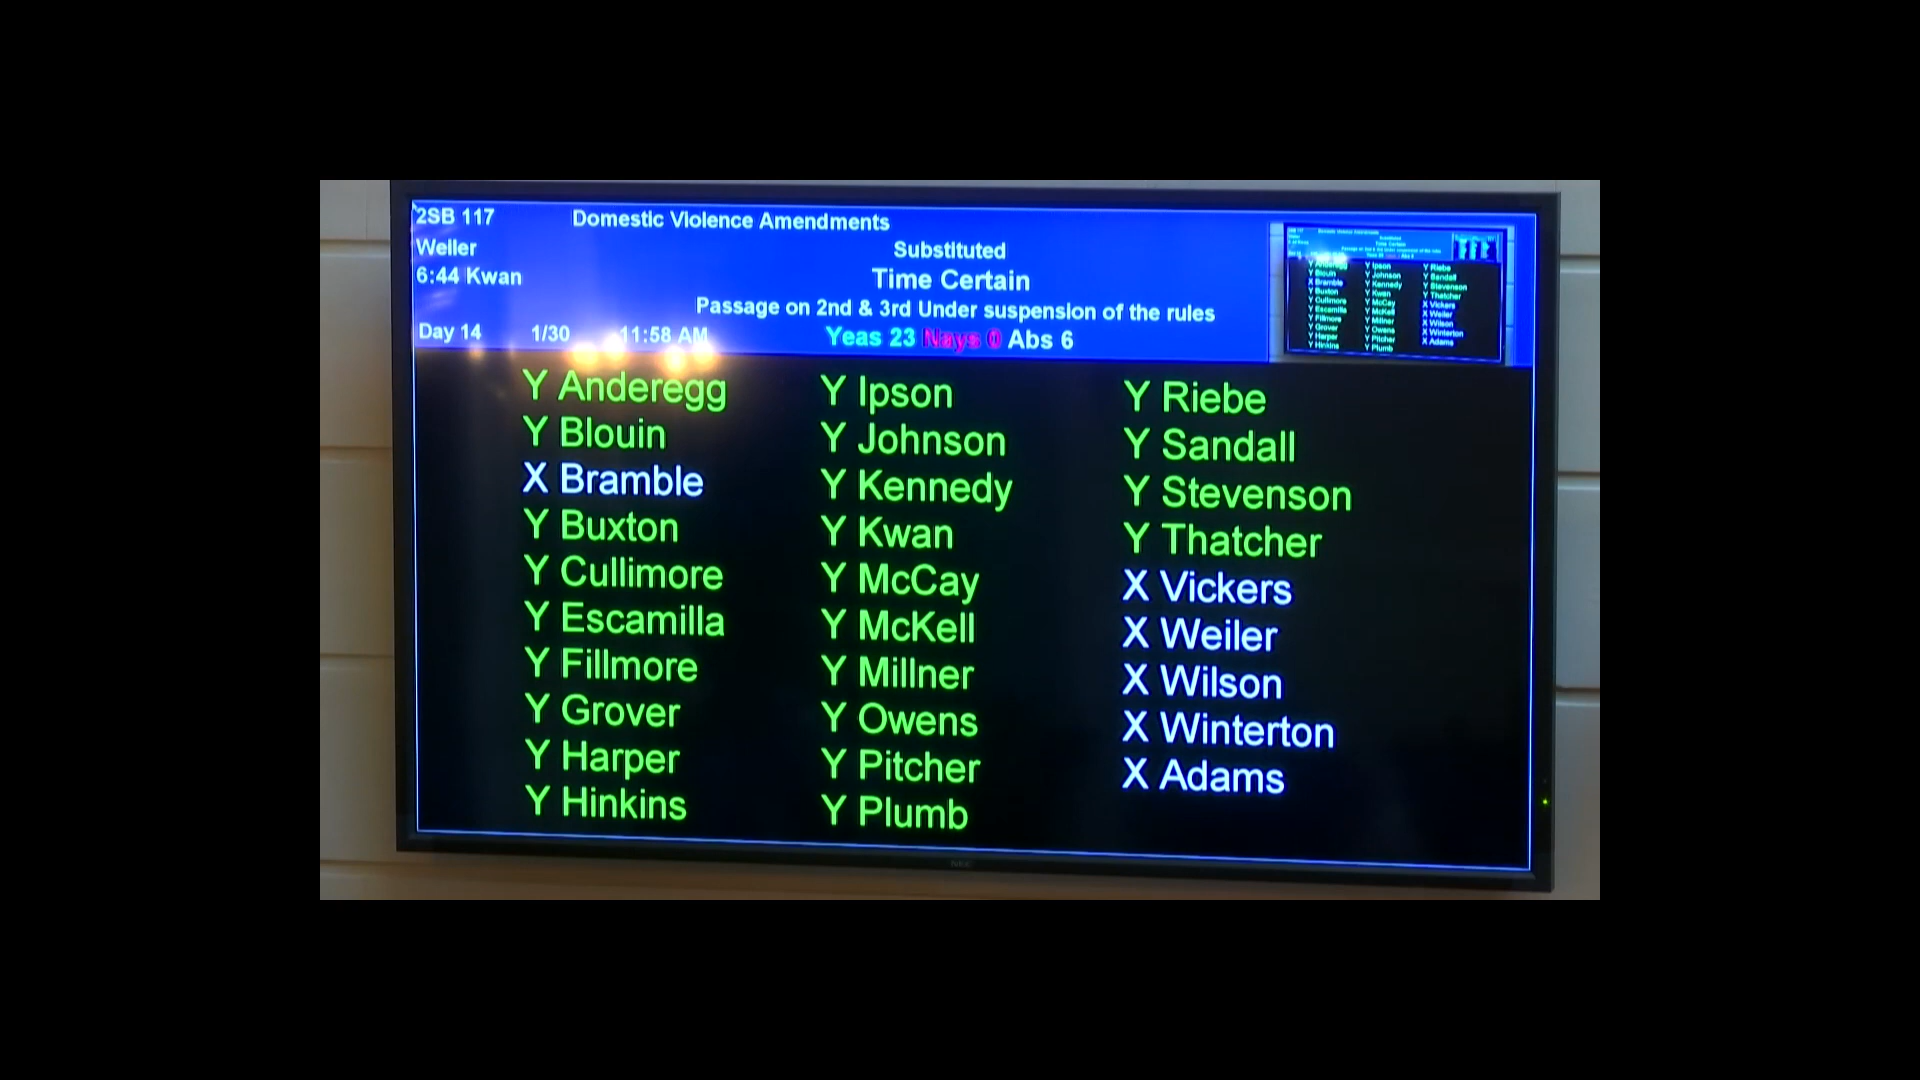 2SB 117 Domestic Violence Amendments
Weiler Substituted
6:44 Kwan Time Certain
Passage on 2nd & 3rd Under suspension of the rules
Day 14 1/30 11:58 AM Yeas 23 Nays 0 Abs 6
Y Anderegg
Y Blouin
X Bramble
Y Buxton
Y Cullimore
Y Escamilla
Y Fillmore
Y Grover
Y Harper
Y Hinkins
Y Ipson
Y Johnson
Y Kennedy
Y Kwan
Y McCay
Y McKell
Y Millner
Y Owens
Y Pitcher
Y Plumb
Y Riebe
Y Sandall
Y Stevenson
Y Thatcher
X Vickers
X Weiler
X Wilson
X Winterton
X Adams
NEC